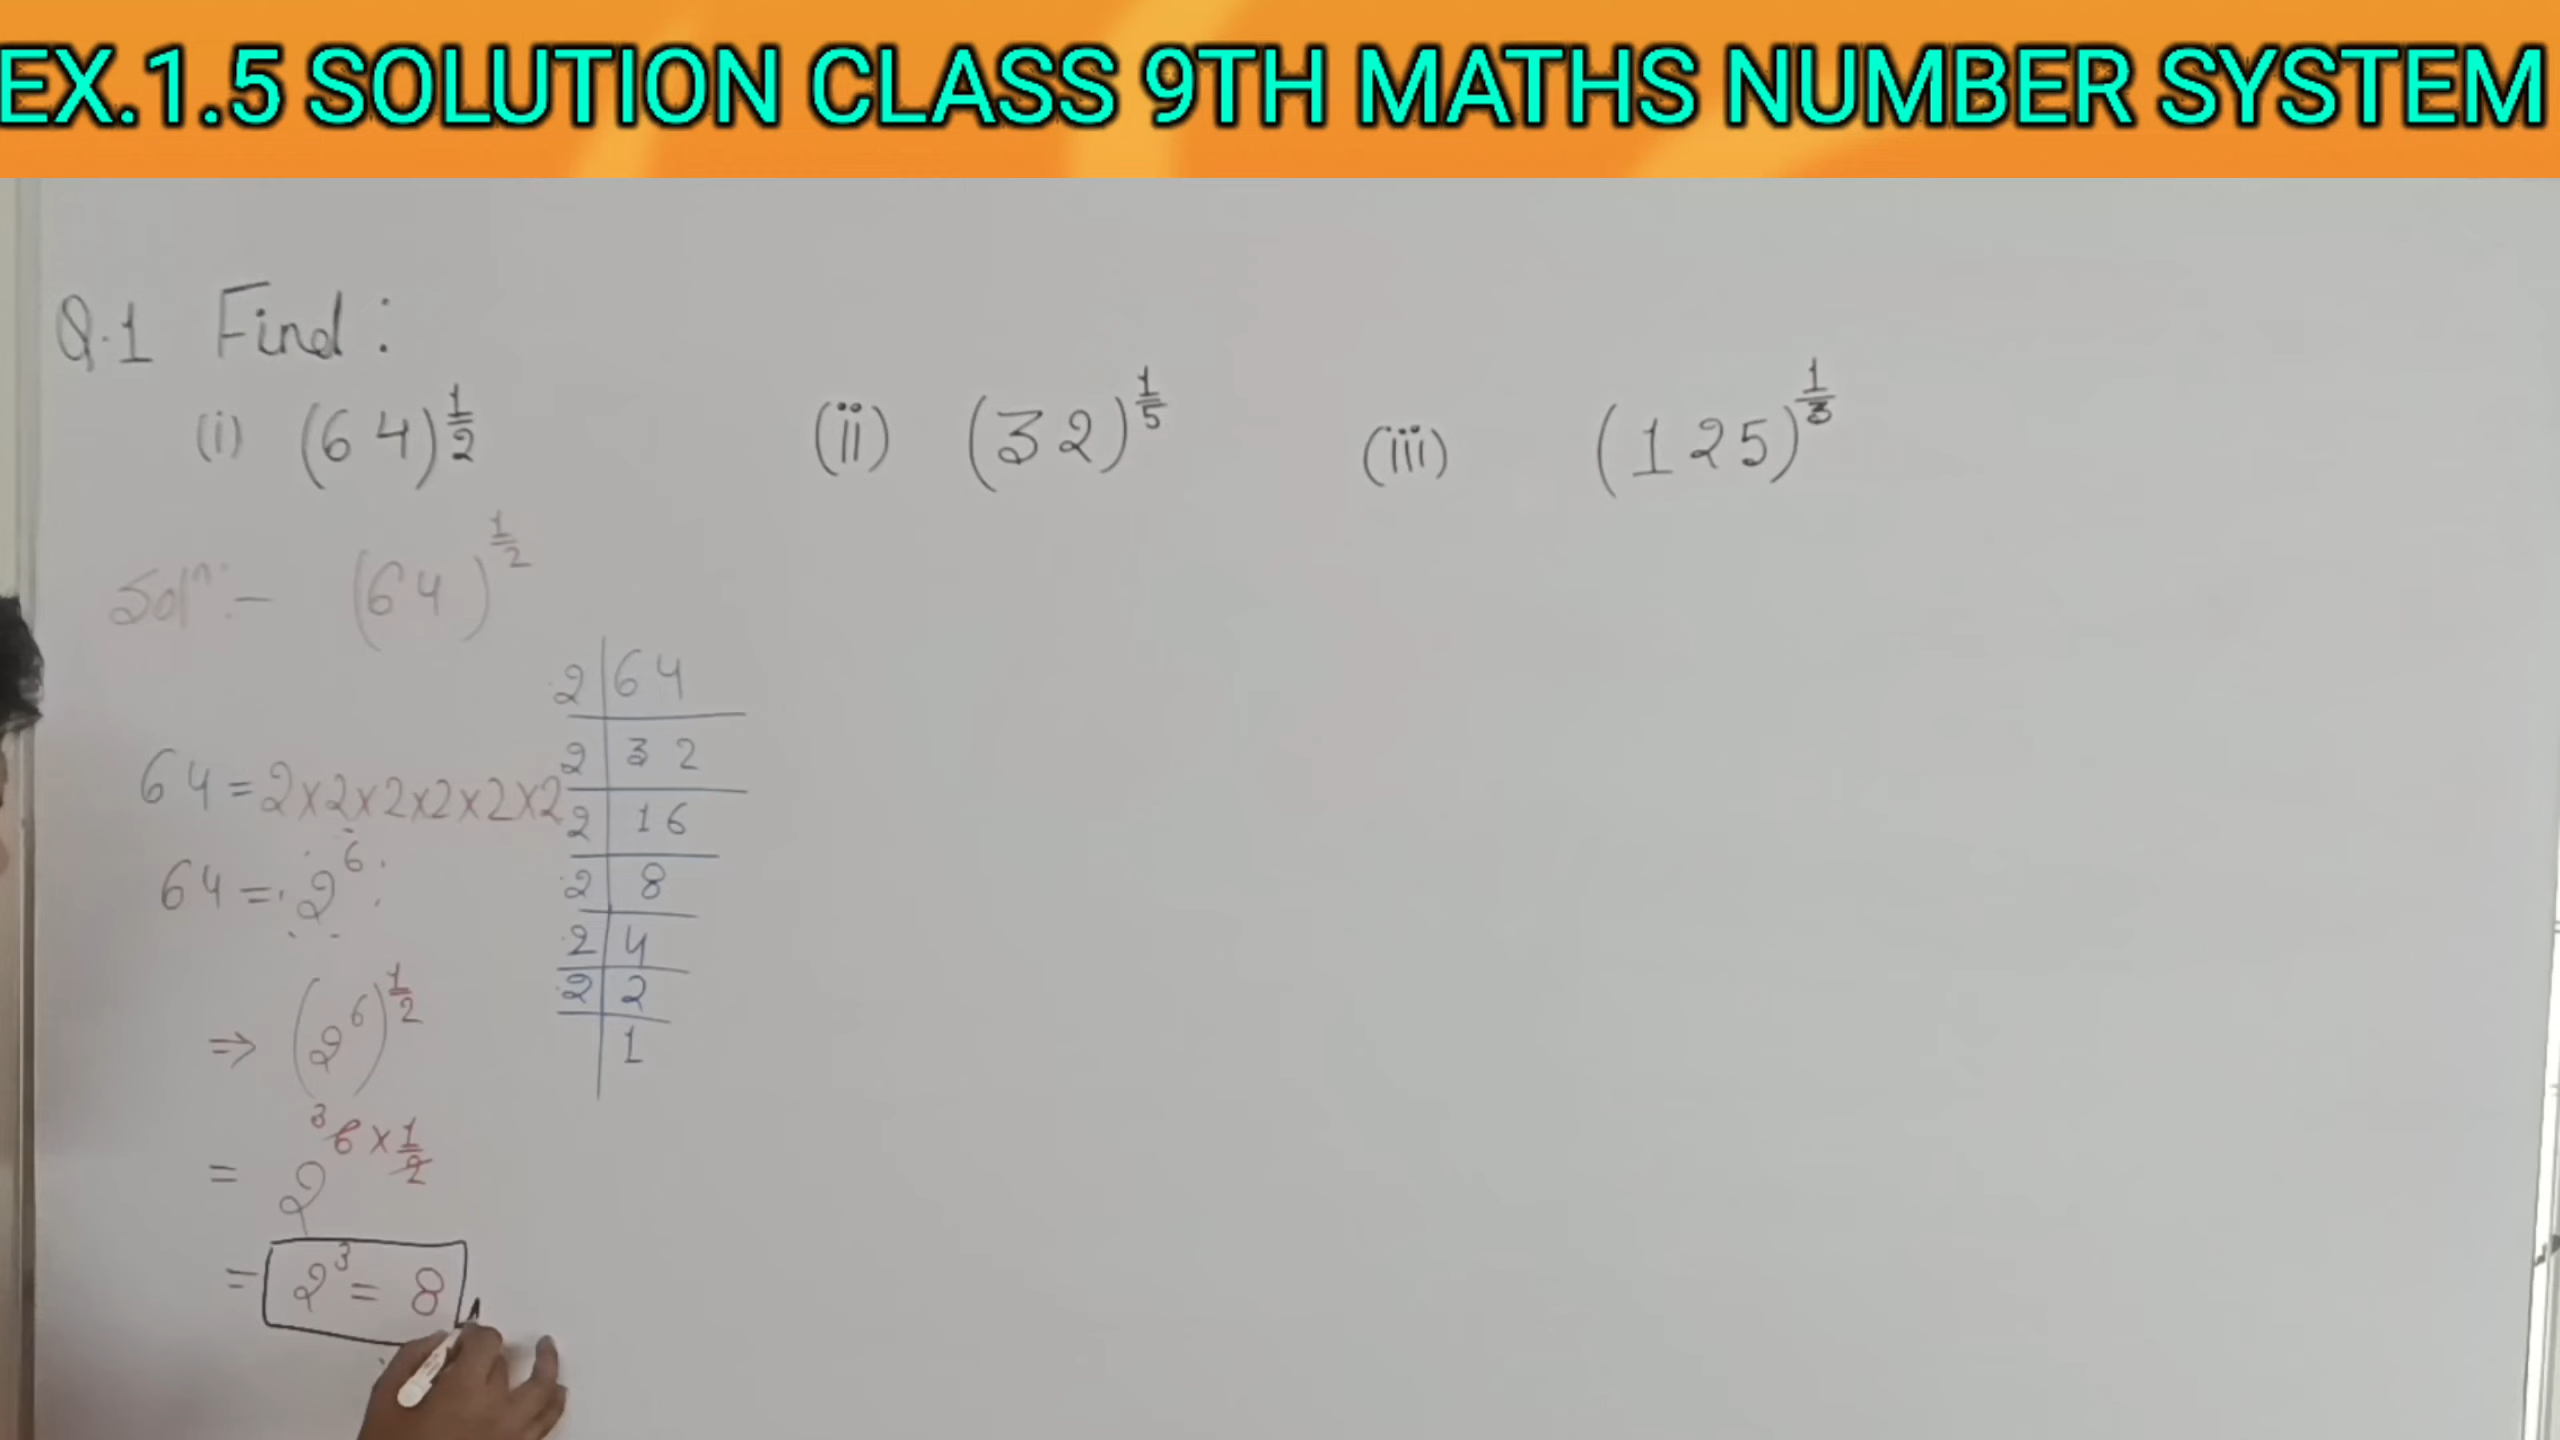 EX.1.5 SOLUTION CLASS 9TH MATHS NUMBER SYSTEM
Q.1 Find :
(i) (64)^1/2 (ii) (32)^1/5 (iii) (125)^1/3
Solⁿ:- (64)^1/2
2 | 64
2 | 32
64 = 2×2×2×2×2×2
2 | 16
64 = 2^6
2 | 8
2 | 4
2 | 2
1
⇒ (2^6)^1/2
= 2^(³6 × 1/2)
= 2^3 = 8